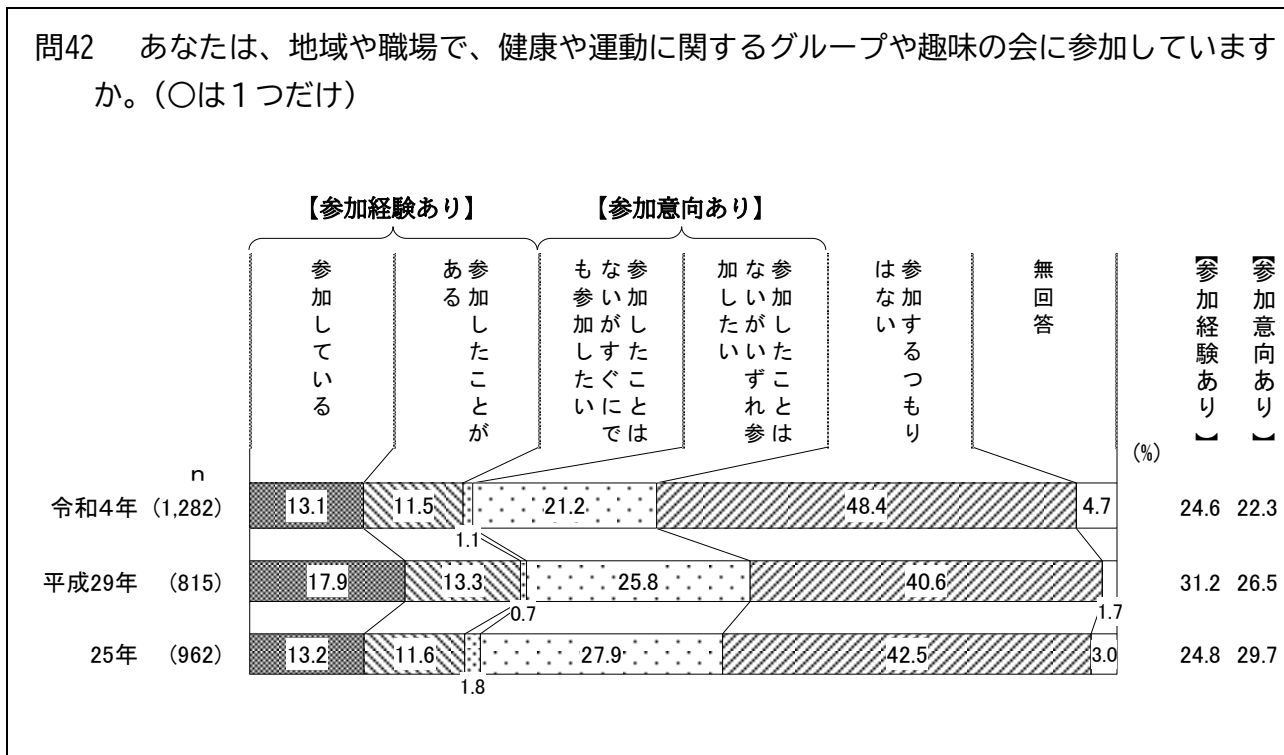 問42　あなたは、地域や職場で、健康や運動に関するグループや趣味の会に参加しています
か。（○は１つだけ）
【参加経験あり】
【参加意向あり】
参加している
参加したことが
ある
参加したことは
ないがすぐにで
も参加したい
参加したことは
ないがいずれ参
加したい
参加するつもり
はない
無回答
【参加経験あり】
【参加意向あり】
(%)
n
令和４年 (1,282) 13.1 11.5 1.1 21.2 48.4 4.7 24.6 22.3
平成29年 (815) 17.9 13.3 0.7 25.8 40.6 1.7 31.2 26.5
25年 (962) 13.2 11.6 1.8 27.9 42.5 3.0 24.8 29.7